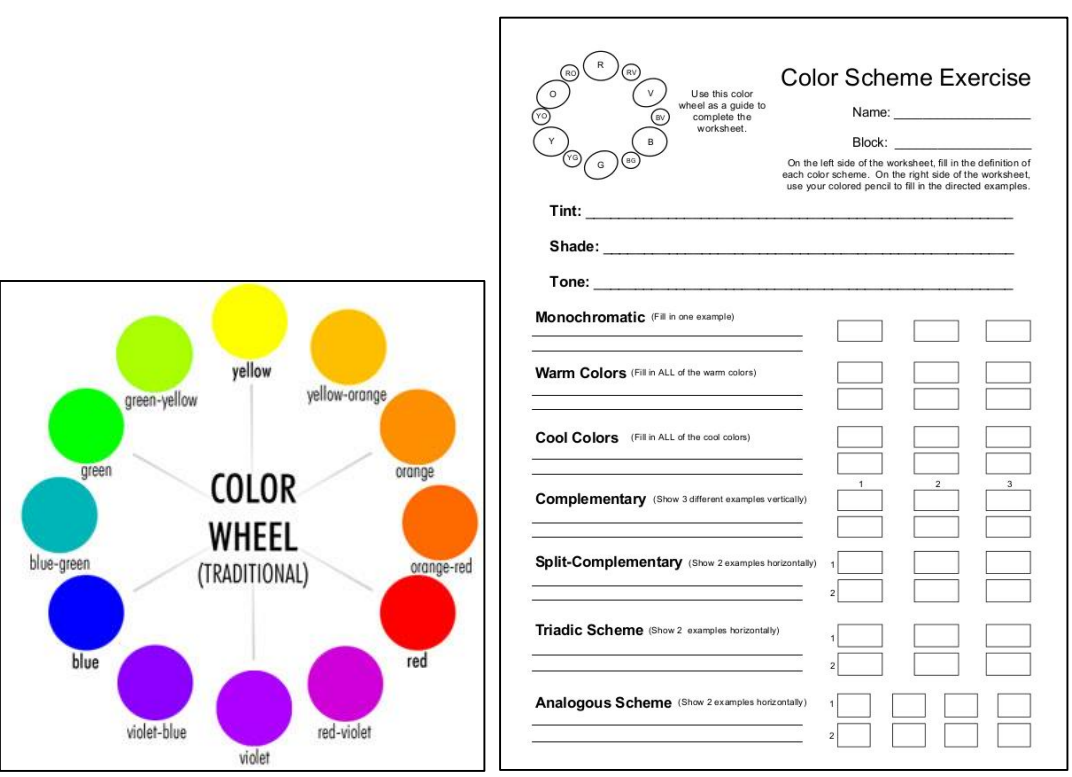 yellow
green-yellow
yellow-orange
green
orange
COLOR
WHEEL
(TRADITIONAL)
blue-green
orange-red
blue
red
violet-blue
red-violet
violet
R
RO
RV
O
V
YO
BV
Y
B
YG
BG
G
Use this color
wheel as a guide to
complete the
worksheet.
Color Scheme Exercise
Name: ____________________
Block: ____________________
On the left side of the worksheet, fill in the definition of
each color scheme. On the right side of the worksheet,
use your colored pencil to fill in the directed examples.
Tint: ____________________
Shade: ____________________
Tone: ____________________
Monochromatic (Fill in one example)
Warm Colors (Fill in ALL of the warm colors)
Cool Colors (Fill in ALL of the cool colors)
1 2 3
Complementary (Show 3 different examples vertically)
Split-Complementary (Show 2 examples horizontally) 1
2
Triadic Scheme (Show 2 examples horizontally) 1
2
Analogous Scheme (Show 2 examples horizontally) 1
2